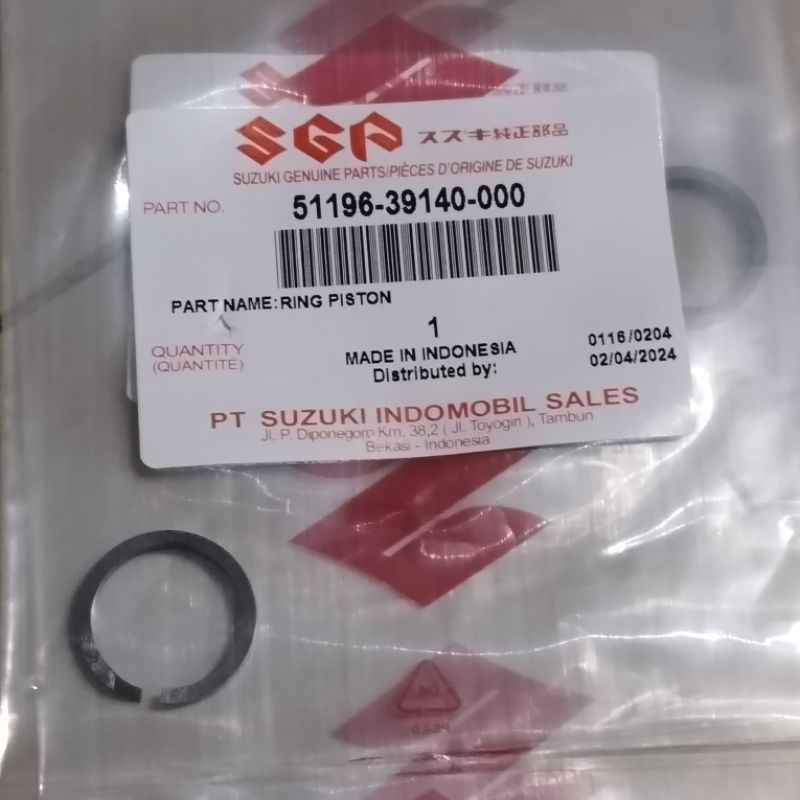 SGP スズキ純正部品
SUZUKI GENUINE PARTS/PIÈCES D'ORIGINE DE SUZUKI
PART NO. 51196-39140-000
PART NAME:RING PISTON
1
QUANTITY
(QUANTITE)
MADE IN INDONESIA 0116/0204
Distributed by: 02/04/2024
PT SUZUKI INDOMOBIL SALES
Jl. P. Diponegoro Km. 38,2 ( Jl. Toyogiri ), Tambun
Bekasi - Indonesia